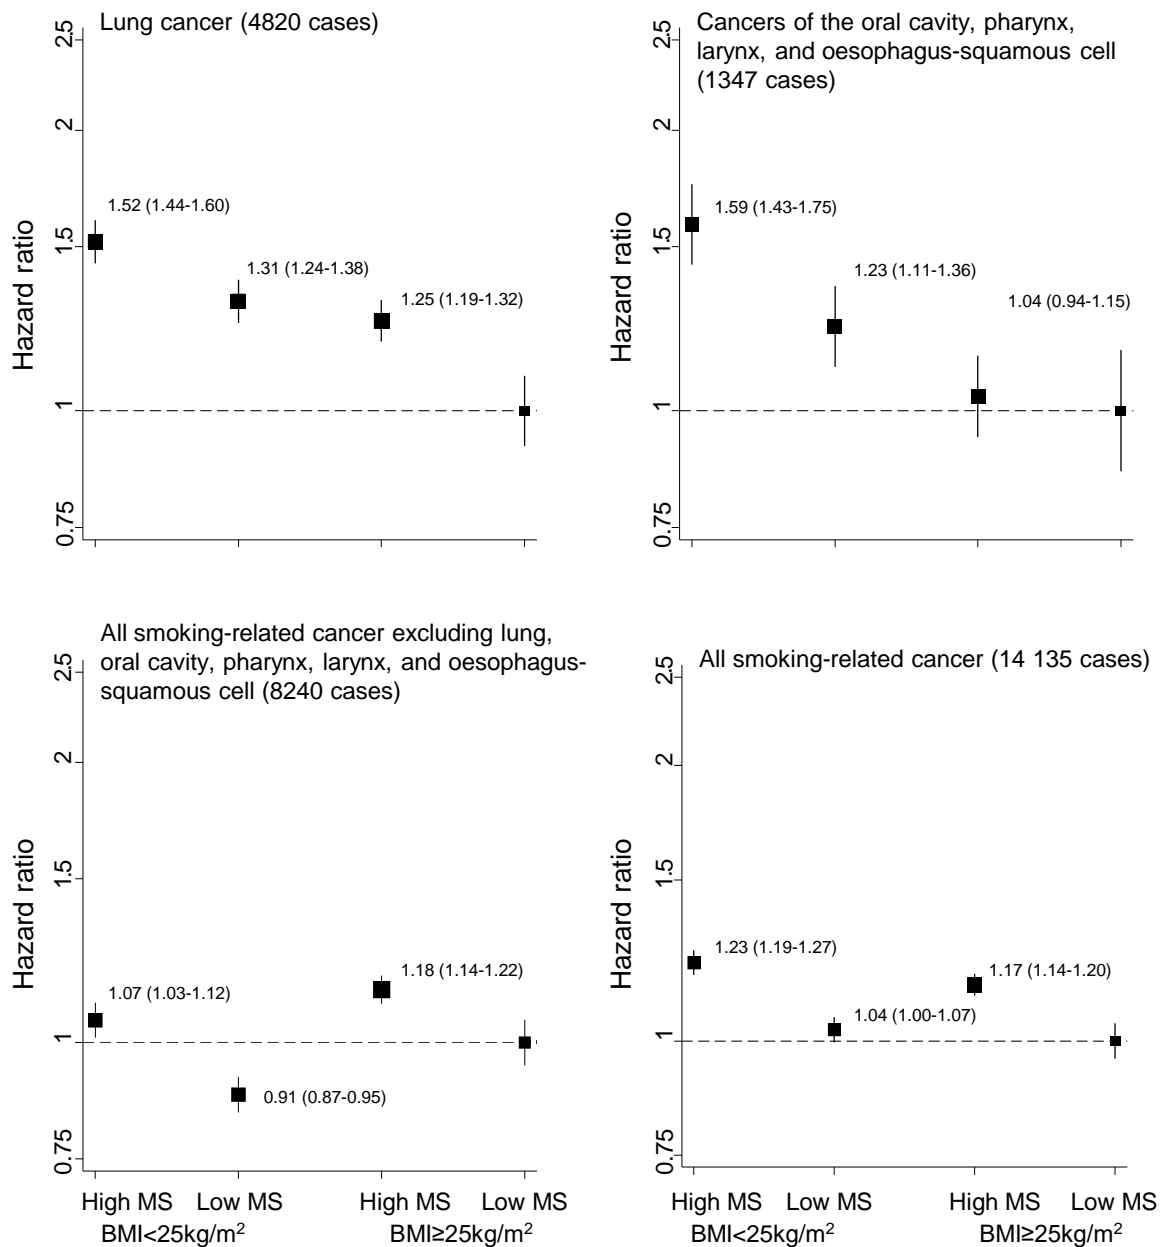 Lung cancer (4820 cases)
Hazard ratio
2.5
2
1.5
1
0.75
1.52 (1.44-1.60)
1.31 (1.24-1.38)
1.25 (1.19-1.32)
Cancers of the oral cavity, pharynx,
larynx, and oesophagus-squamous cell
(1347 cases)
Hazard ratio
2.5
2
1.5
1
0.75
1.59 (1.43-1.75)
1.23 (1.11-1.36)
1.04 (0.94-1.15)
All smoking-related cancer excluding lung,
oral cavity, pharynx, larynx, and oesophagus-
squamous cell (8240 cases)
Hazard ratio
2.5
2
1.5
1
0.75
1.07 (1.03-1.12)
0.91 (0.87-0.95)
1.18 (1.14-1.22)
High MS Low MS High MS Low MS
BMI<25kg/m² BMI≥25kg/m²
All smoking-related cancer (14 135 cases)
Hazard ratio
2.5
2
1.5
1
0.75
1.23 (1.19-1.27)
1.04 (1.00-1.07)
1.17 (1.14-1.20)
High MS Low MS High MS Low MS
BMI<25kg/m² BMI≥25kg/m²